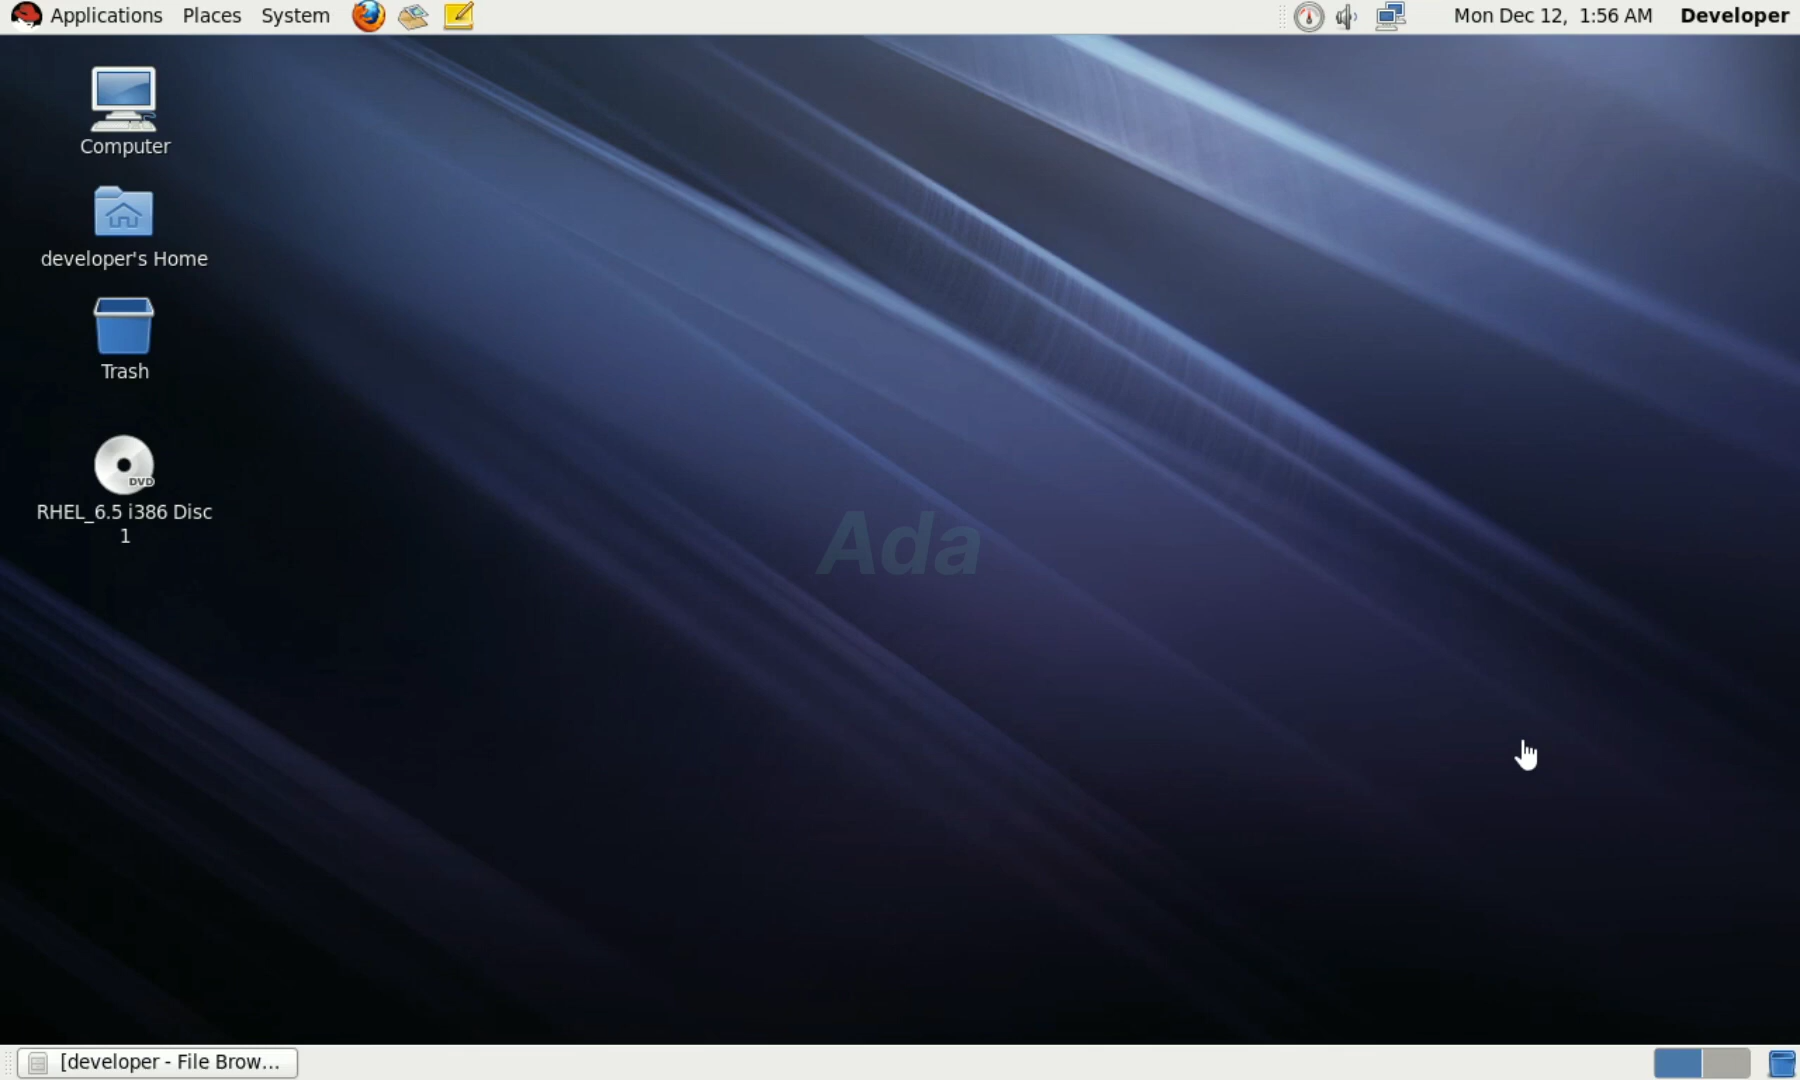 Applications Places System
Mon Dec 12, 1:56 AM Developer
Computer
developer's Home
Trash
DVD
RHEL_6.5 i386 Disc
1
Ada
[developer - File Brow...